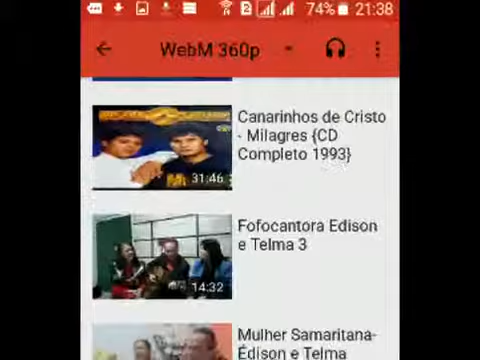 74% 21:38
WebM 360p
Canarinhos de Cristo
- Milagres {CD
Completo 1993}
31:46
Fofocantora Edison
e Telma 3
14:32
Mulher Samaritana-
Édison e Telma